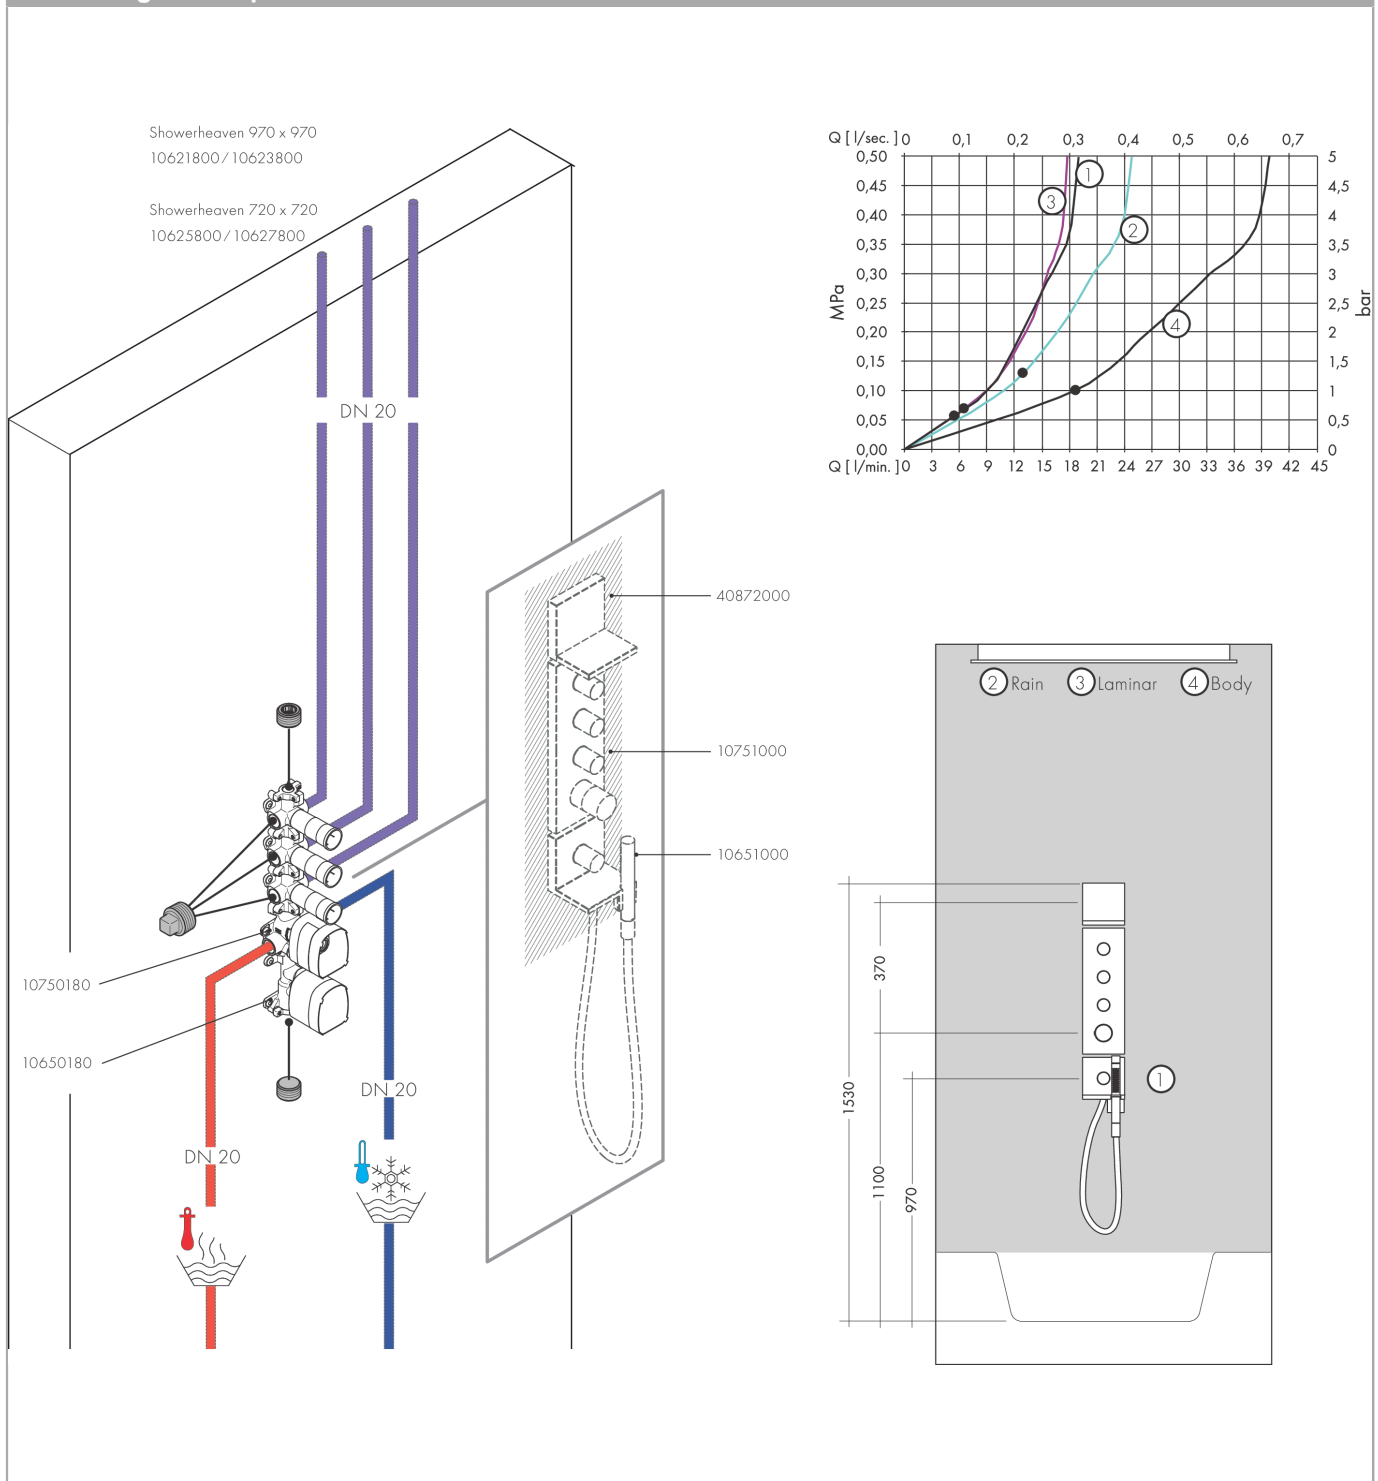 Showerheaven 970 x 970
10621800 / 10623800
Showerheaven 720 x 720
10625800 / 10627800
DN 20
40872000
10751000
10651000
10750180
10650180
DN 20
DN 20
Q [ l/sec. ] 0 0,1 0,2 0,3 0,4 0,5 0,6 0,7
0,50 5
0,45 4,5
0,40 4
0,35 3,5
0,30 3
0,25 2,5
0,20 2
0,15 1,5
0,10 1
0,05 0,5
0,00 0
MPa
bar
1
3
2
4
Q [ l/min. ] 0 3 6 9 12 15 18 21 24 27 30 33 36 39 42 45
2 Rain 3 Laminar 4 Body
370
1
1530
1100
970